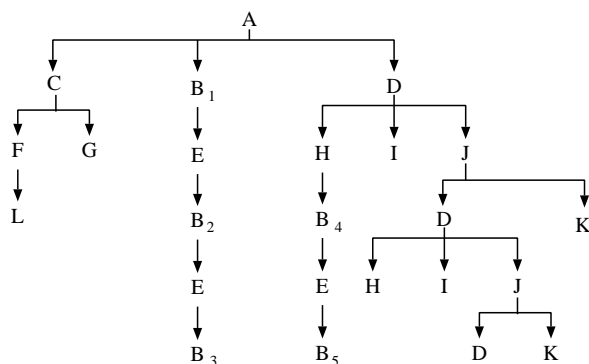 A
C B1 D
F G E H I J
L B2 B4 D K
E E H I J
B3 B5 D K